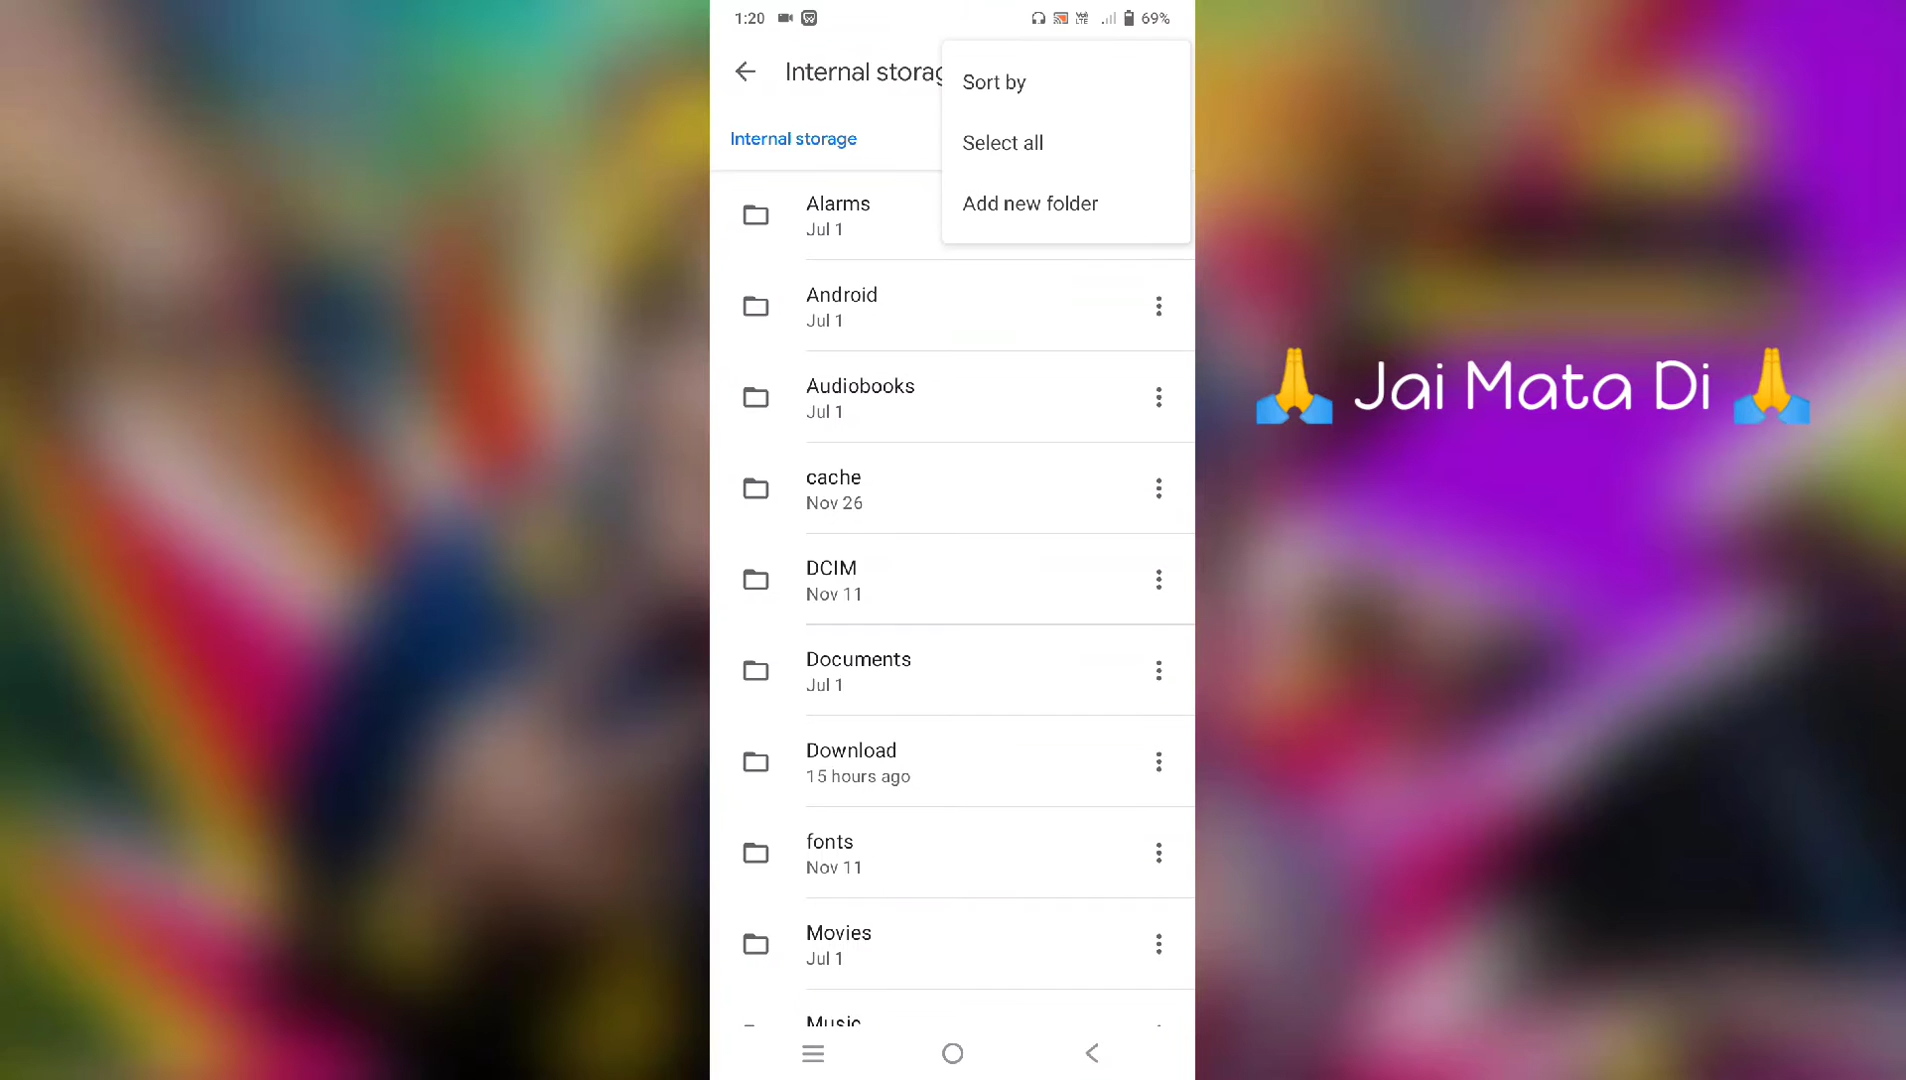 1:20 69%
Internal storag
Sort by
Select all
Add new folder
Internal storage
Alarms
Jul 1
Android
Jul 1
Audiobooks
Jul 1
cache
Nov 26
DCIM
Nov 11
Documents
Jul 1
Download
15 hours ago
fonts
Nov 11
Movies
Jul 1
Music
🙏 Jai Mata Di 🙏